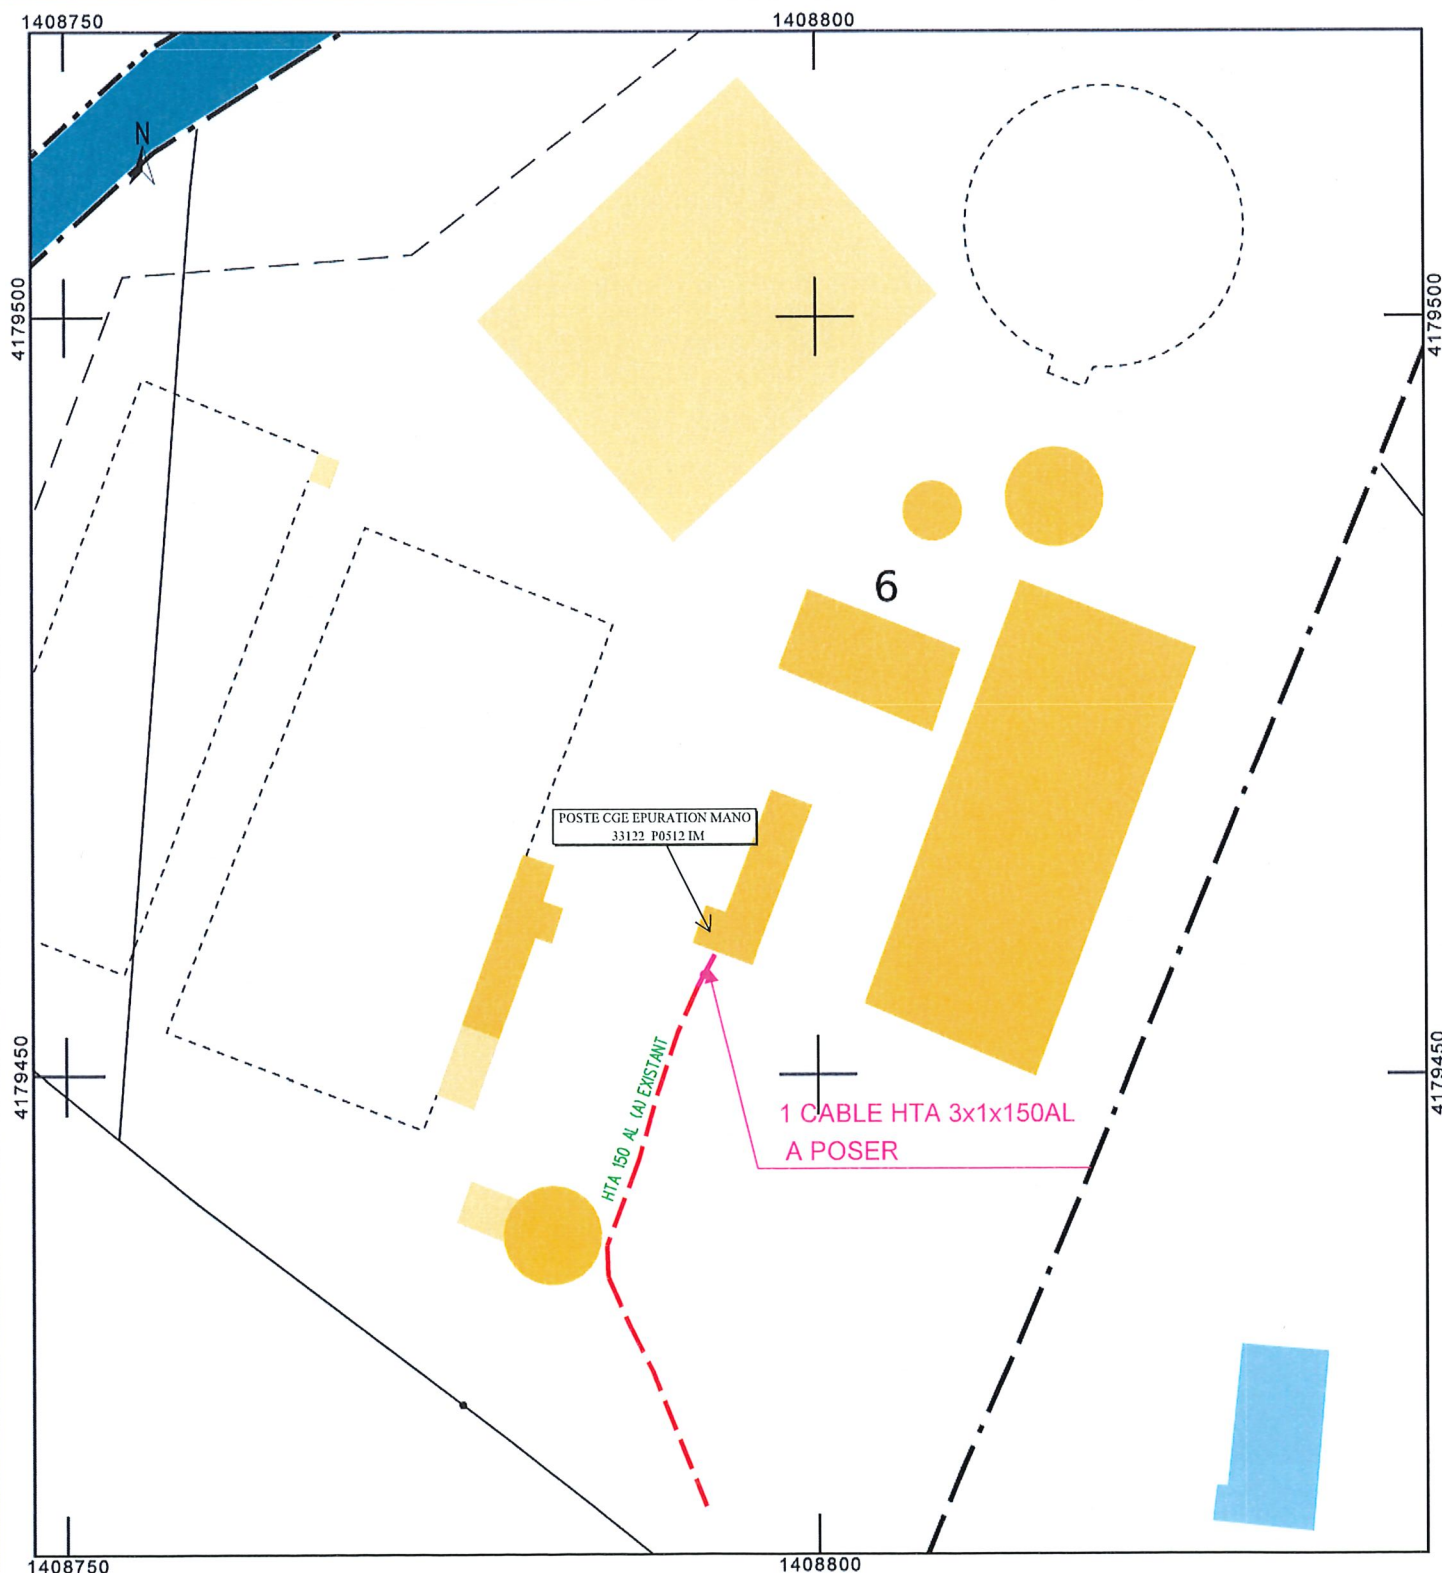 1408750
1408800
N
4179500
4179500
6
POSTE CGE EPURATION MANO
33122 P0512 IM
HTA 150 AL (A) EXISTANT
4179450
4179450
1 CABLE HTA 3x1x150AL
A POSER
1408750
1408800